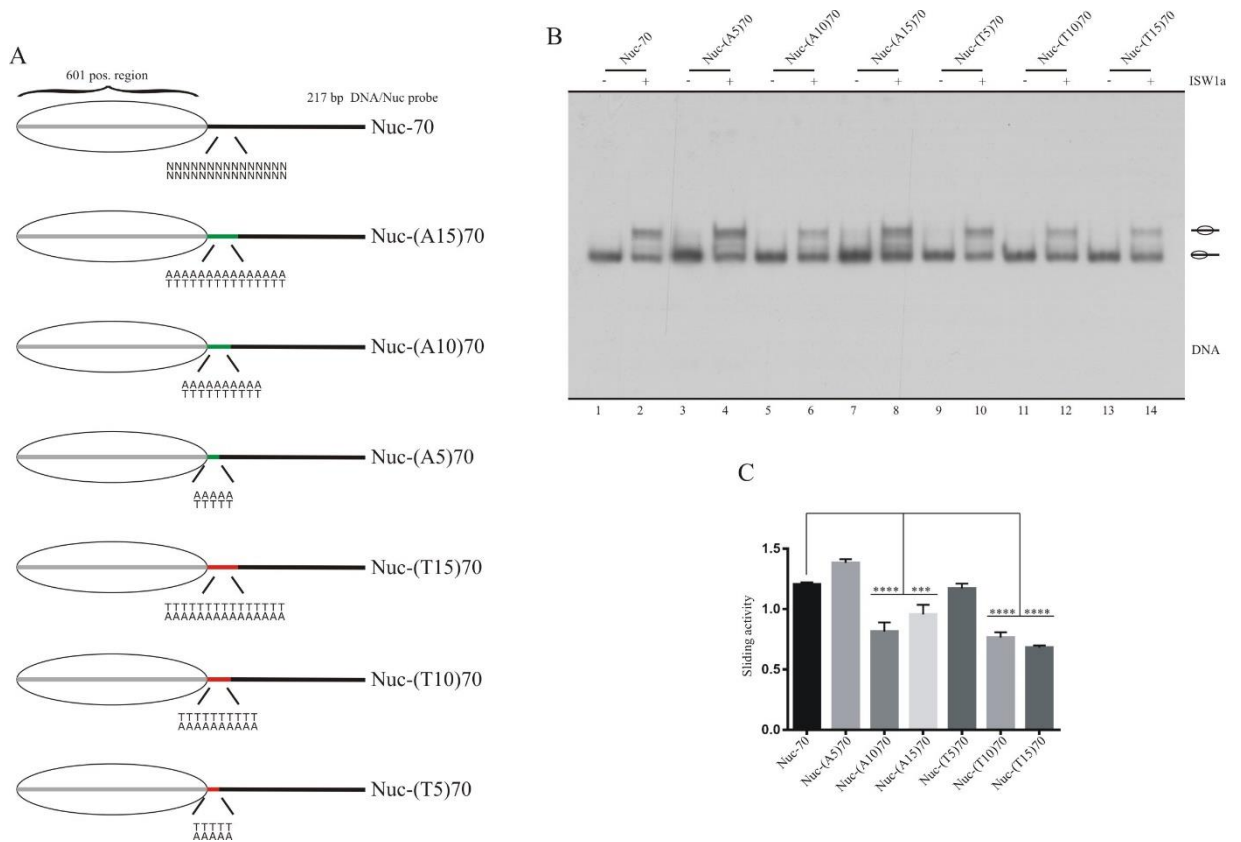 A
601 pos. region
217 bp DNA/Nuc probe
Nuc-70
NNNNNNNNNNNNNNN
NNNNNNNNNNNNNNN
Nuc-(A15)70
AAAAAAAAAAAAAAA
TTTTTTTTTTTTTTT
Nuc-(A10)70
AAAAAAAAAA
TTTTTTTTTT
Nuc-(A5)70
AAAAA
TTTTT
Nuc-(T15)70
TTTTTTTTTTTTTTT
AAAAAAAAAAAAAAA
Nuc-(T10)70
TTTTTTTTTT
AAAAAAAAAA
Nuc-(T5)70
TTTTT
AAAAA
B
Nuc-70 Nuc-(A5)70 Nuc-(A10)70 Nuc-(A15)70 Nuc-(T5)70 Nuc-(T10)70 Nuc-(T15)70
- + - + - + - + - + - + - + ISW1a
DNA
1 2 3 4 5 6 7 8 9 10 11 12 13 14
C
Sliding activity
1.5
1.0
0.5
0.0
**** *** **** ****
Nuc-70 Nuc-(A5)70 Nuc-(A10)70 Nuc-(A15)70 Nuc-(T5)70 Nuc-(T10)70 Nuc-(T15)70